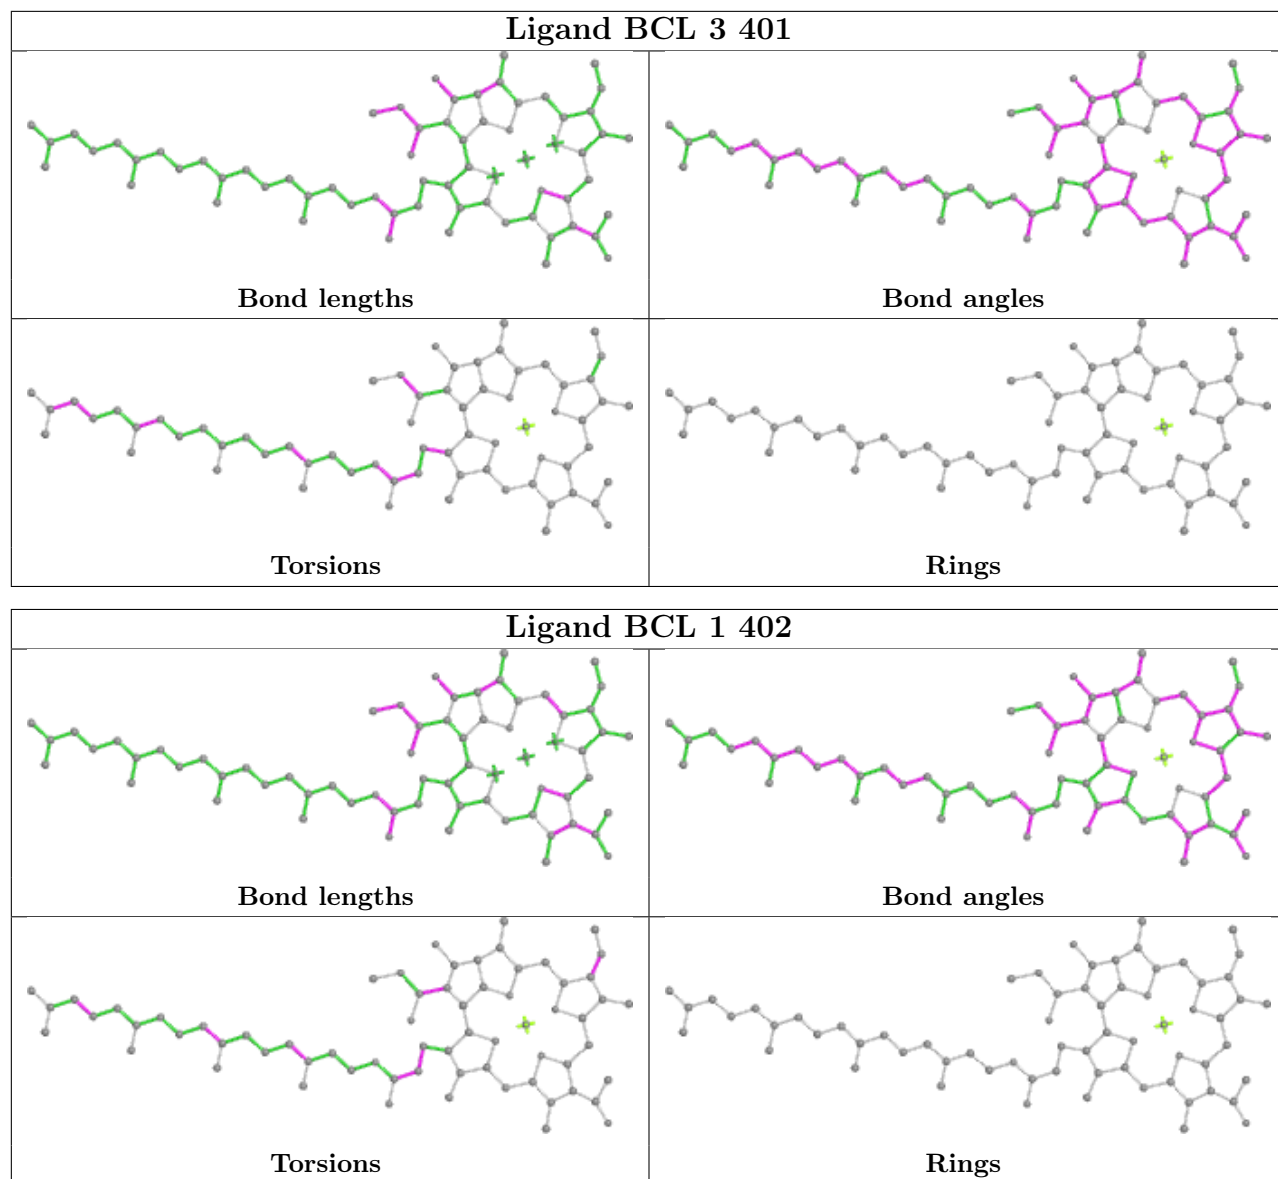 Ligand BCL 3 401
Bond lengths
Bond angles
Torsions
Rings
Ligand BCL 1 402
Bond lengths
Bond angles
Torsions
Rings